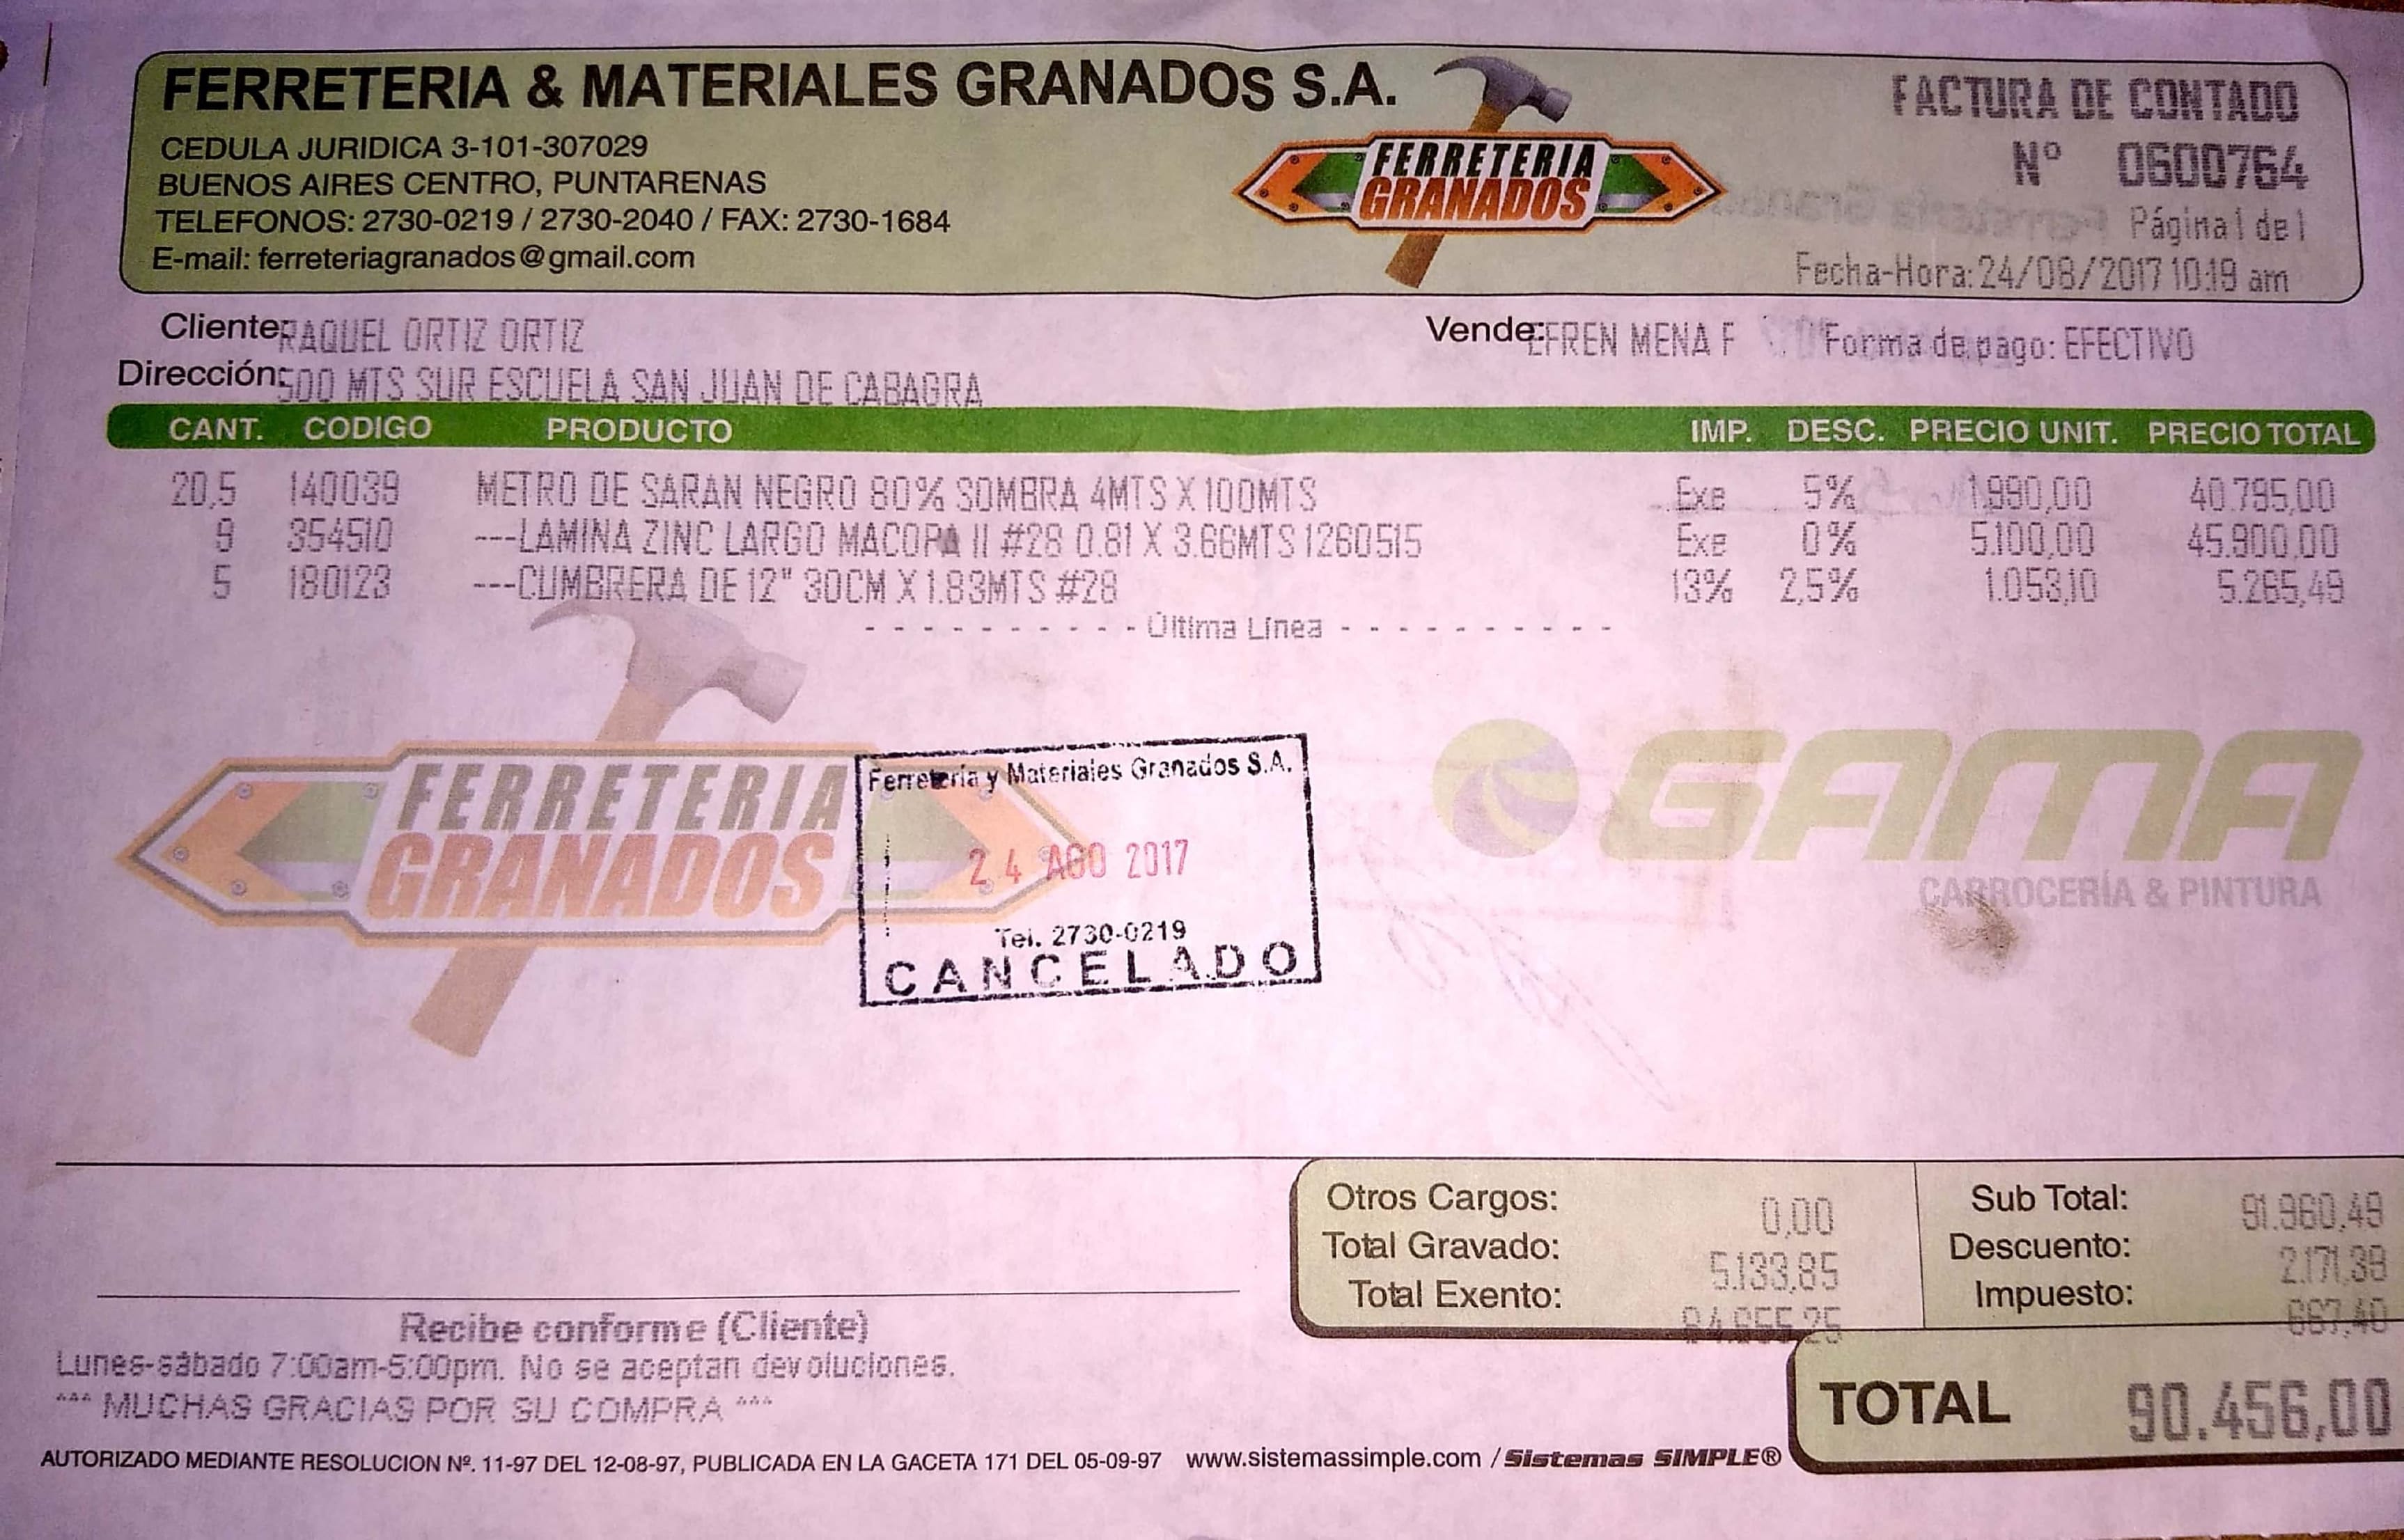 FERRETERIA & MATERIALES GRANADOS S.A.
CEDULA JURIDICA 3-101-307029
BUENOS AIRES CENTRO, PUNTARENAS
TELEFONOS: 2730-0219 / 2730-2040 / FAX: 2730-1684
E-mail: ferreteriagranados@gmail.com
FERRETERIA
GRANADOS
FACTURA DE CONTADO
Nº 0600764
Página 1 de 1
Fecha-Hora: 24/08/2017 10:19 am
Cliente: RAQUEL ORTIZ ORTIZ Vende: EFREN MENA F Forma de pago: EFECTIVO
Dirección: 500 MTS SUR ESCUELA SAN JUAN DE CABAGRA
CANT. CODIGO PRODUCTO IMP. DESC. PRECIO UNIT. PRECIO TOTAL
20,5 140039 METRO DE SARAN NEGRO 80% SOMBRA 4MTS X 100MTS Exe 5% 1.990,00 40.795,00
9 354510 ---LAMINA ZINC LARGO MACOPA II #28 0.81 X 3.66MTS 1260515 Exe 0% 5.100,00 45.900,00
5 180123 ---CUMBRERA DE 12" 30CM X 1.83MTS #28 13% 2,5% 1.053,10 5.265,49
- - - - - - - - - - Última Línea - - - - - - - - - -
FERRETERIA
GRANADOS
Ferretería y Materiales Granados S.A.
24 AGO 2017
Tel. 2730-0219
CANCELADO
GAMA
CARROCERÍA & PINTURA
Otros Cargos: 0,00 Sub Total: 91.960,49
Total Gravado: 5.133,85 Descuento: 2.171,39
Total Exento: 84.655,25 Impuesto: 667,40
TOTAL 90.456,00
Recibe conforme (Cliente)
Lunes-sábado 7:00am-5:00pm. No se aceptan devoluciones.
*** MUCHAS GRACIAS POR SU COMPRA ***
AUTORIZADO MEDIANTE RESOLUCION Nº. 11-97 DEL 12-08-97, PUBLICADA EN LA GACETA 171 DEL 05-09-97 www.sistemassimple.com / Sistemas SIMPLE®